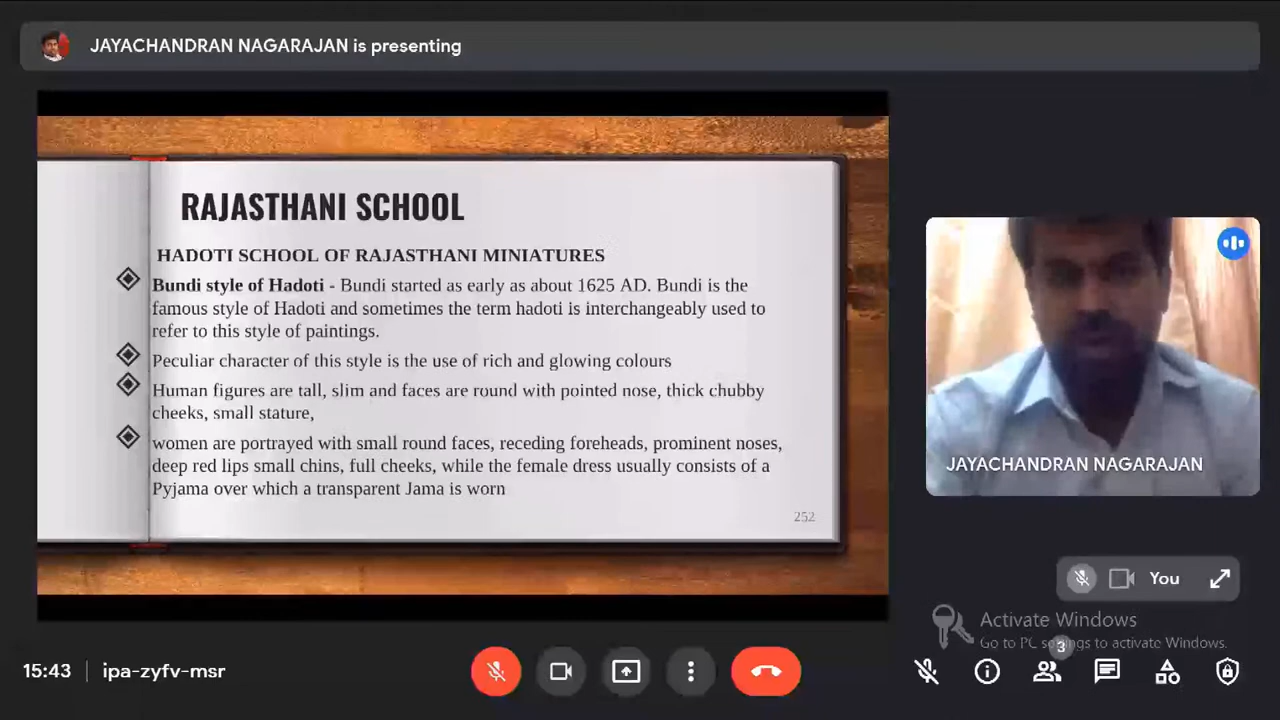 JAYACHANDRAN NAGARAJAN is presenting
RAJASTHANI SCHOOL
HADOTI SCHOOL OF RAJASTHANI MINIATURES
Bundi style of Hadoti - Bundi started as early as about 1625 AD. Bundi is the
famous style of Hadoti and sometimes the term hadoti is interchangeably used to
refer to this style of paintings.
Peculiar character of this style is the use of rich and glowing colours
Human figures are tall, slim and faces are round with pointed nose, thick chubby
cheeks, small stature,
women are portrayed with small round faces, receding foreheads, prominent noses,
deep red lips small chins, full cheeks, while the female dress usually consists of a
Pyjama over which a transparent Jama is worn
252
JAYACHANDRAN NAGARAJAN
You
Activate Windows
Go to PC settings to activate Windows.
3
15:43
ipa-zyfv-msr